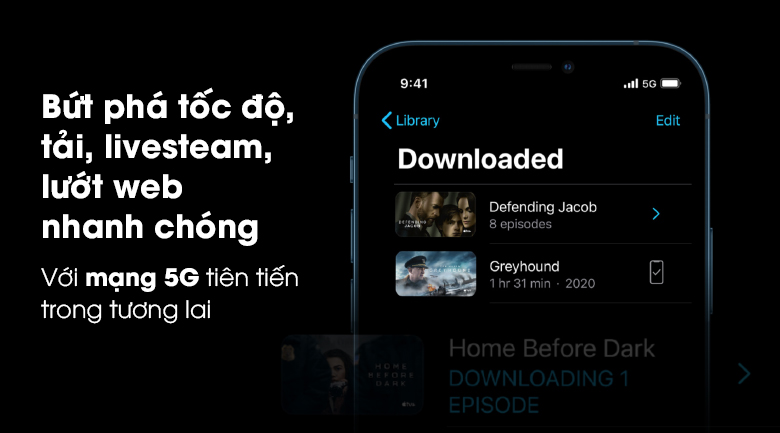 Bứt phá tốc độ,
tải, livesteam,
lướt web
nhanh chóng
Với mạng 5G tiên tiến
trong tương lai
9:41
5G
Library
Edit
Downloaded
DEFENDING
JACOB
Defending Jacob
8 episodes
GREYHOUND
Greyhound
1 hr 31 min · 2020
HOME
BEFORE
DARK
Home Before Dark
DOWNLOADING 1
EPISODE